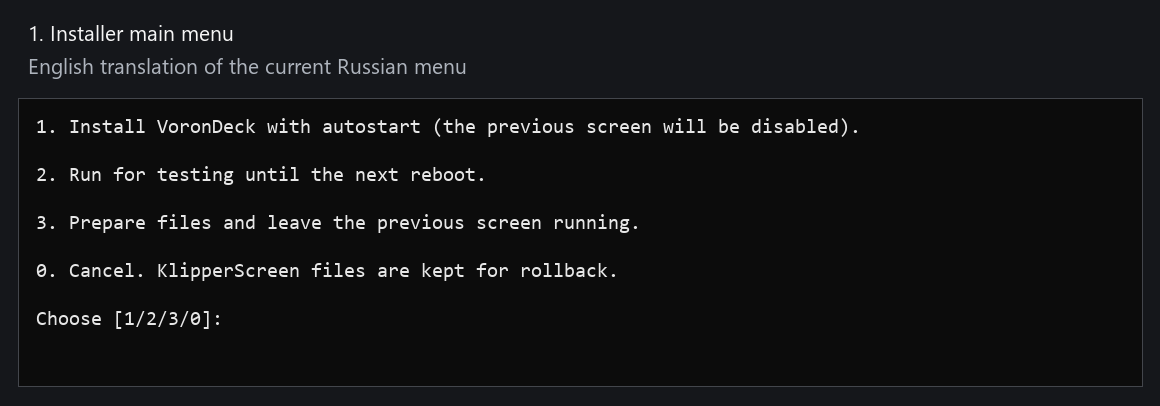 1. Installer main menu
English translation of the current Russian menu
1. Install VoronDeck with autostart (the previous screen will be disabled).
2. Run for testing until the next reboot.
3. Prepare files and leave the previous screen running.
0. Cancel. KlipperScreen files are kept for rollback.
Choose [1/2/3/0]: